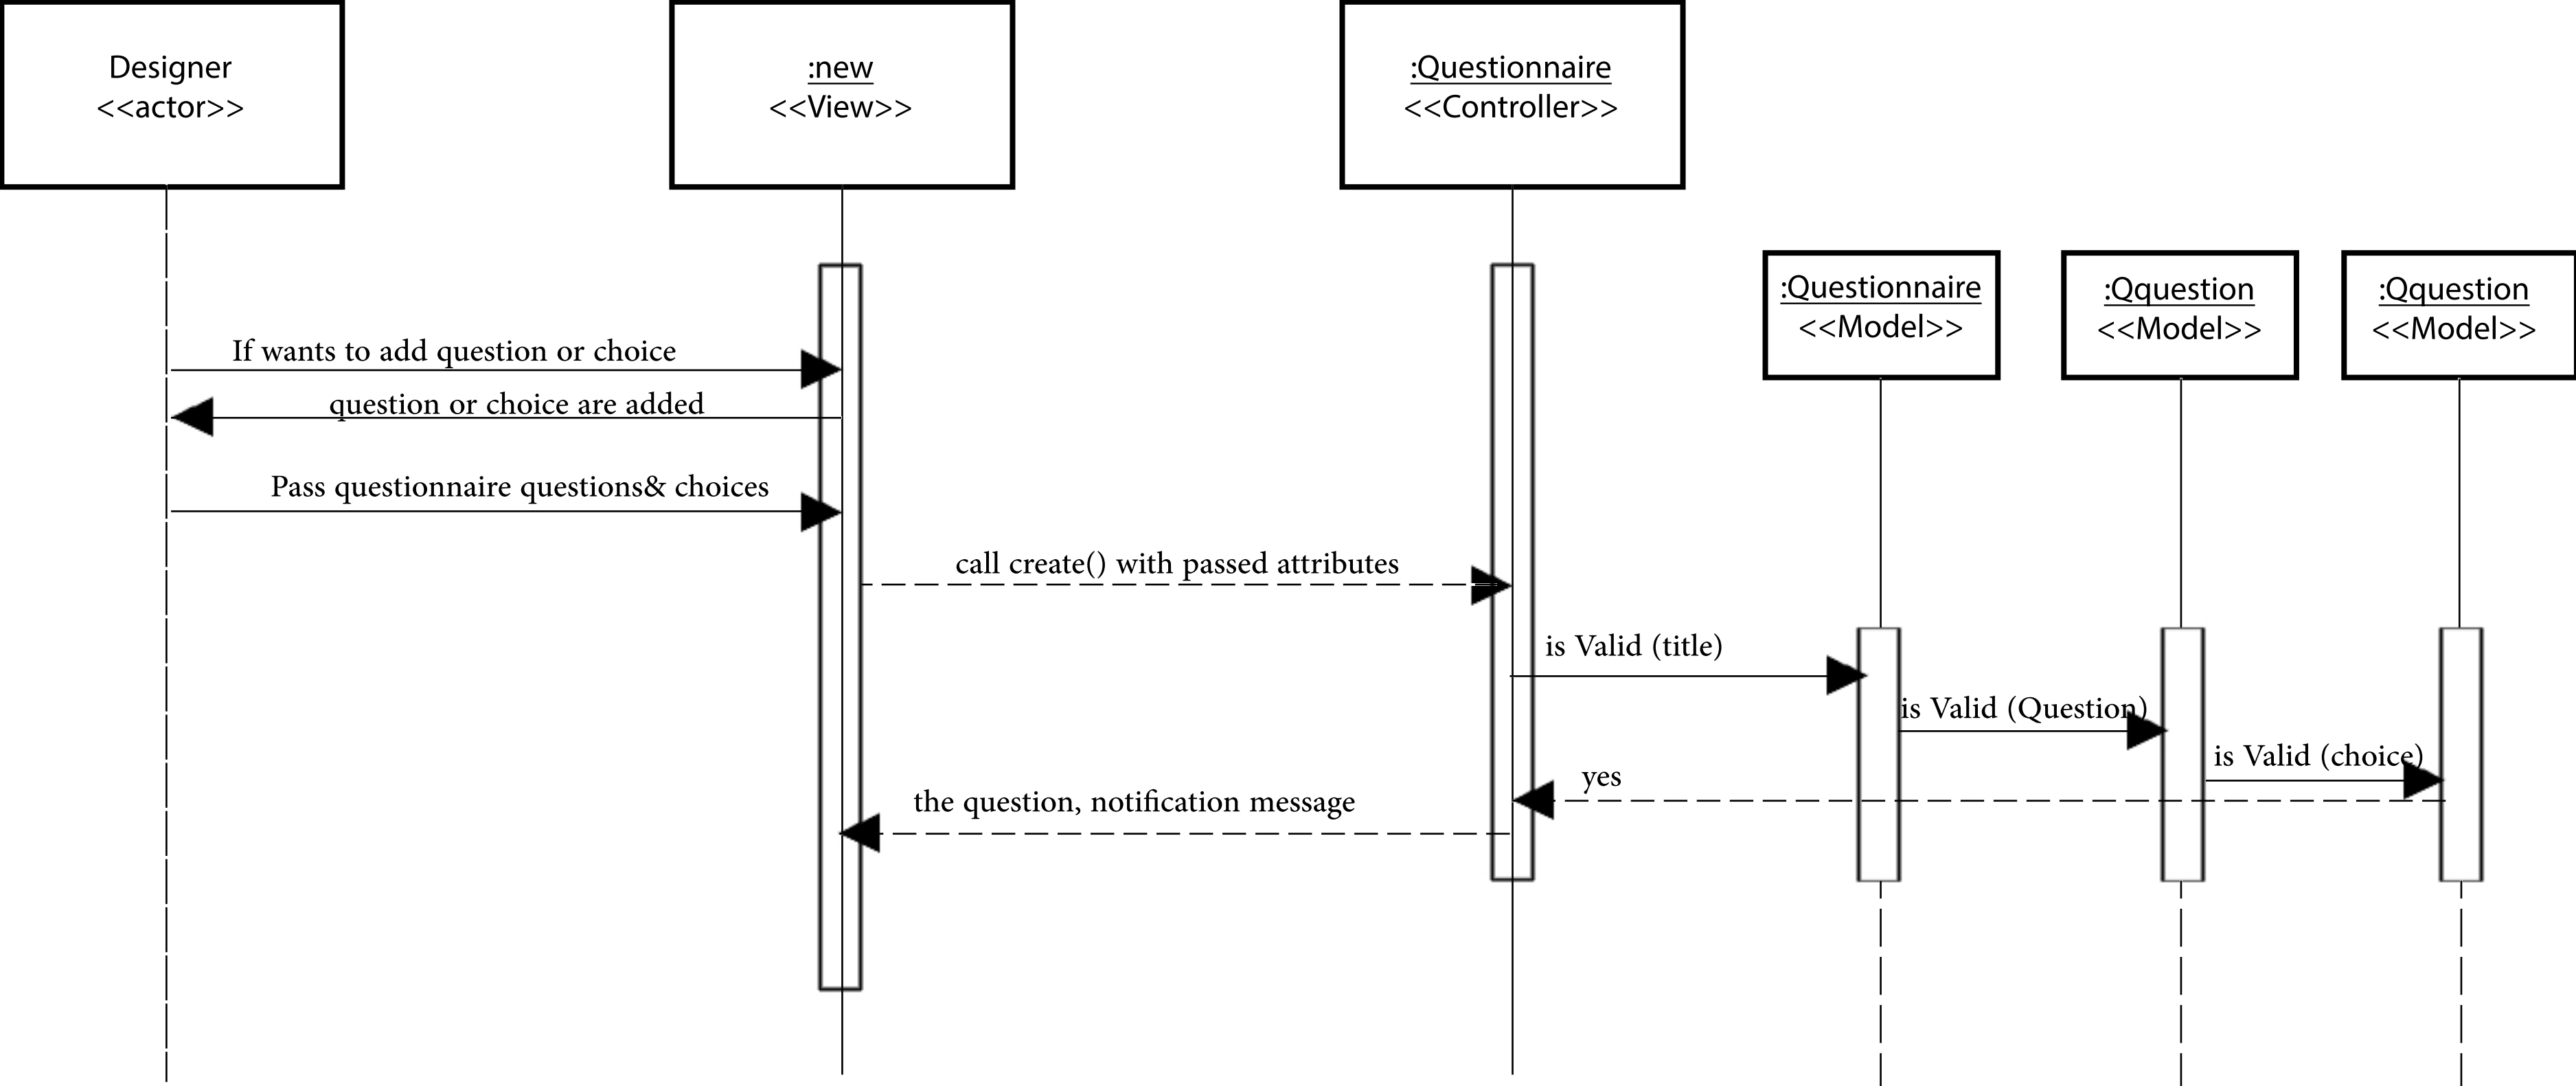 Designer
<<actor>>
:new
<<View>>
:Questionnaire
<<Controller>>
:Questionnaire
<<Model>>
:Qquestion
<<Model>>
:Qquestion
<<Model>>
If wants to add question or choice
question or choice are added
Pass questionnaire questions& choices
call create() with passed attributes
is Valid (title)
is Valid (Question)
is Valid (choice)
yes
the question, notification message